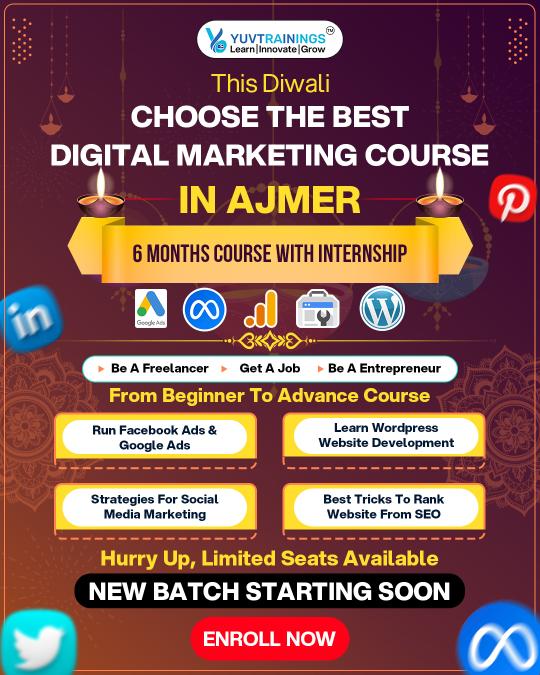 YUVTRAININGS TM
Learn|Innovate|Grow
This Diwali
CHOOSE THE BEST
DIGITAL MARKETING COURSE
IN AJMER
6 MONTHS COURSE WITH INTERNSHIP
Google Ads
Be A Freelancer Get A Job Be A Entrepreneur
From Beginner To Advance Course
Run Facebook Ads &
Google Ads
Learn Wordpress
Website Development
Strategies For Social
Media Marketing
Best Tricks To Rank
Website From SEO
Hurry Up, Limited Seats Available
NEW BATCH STARTING SOON
ENROLL NOW